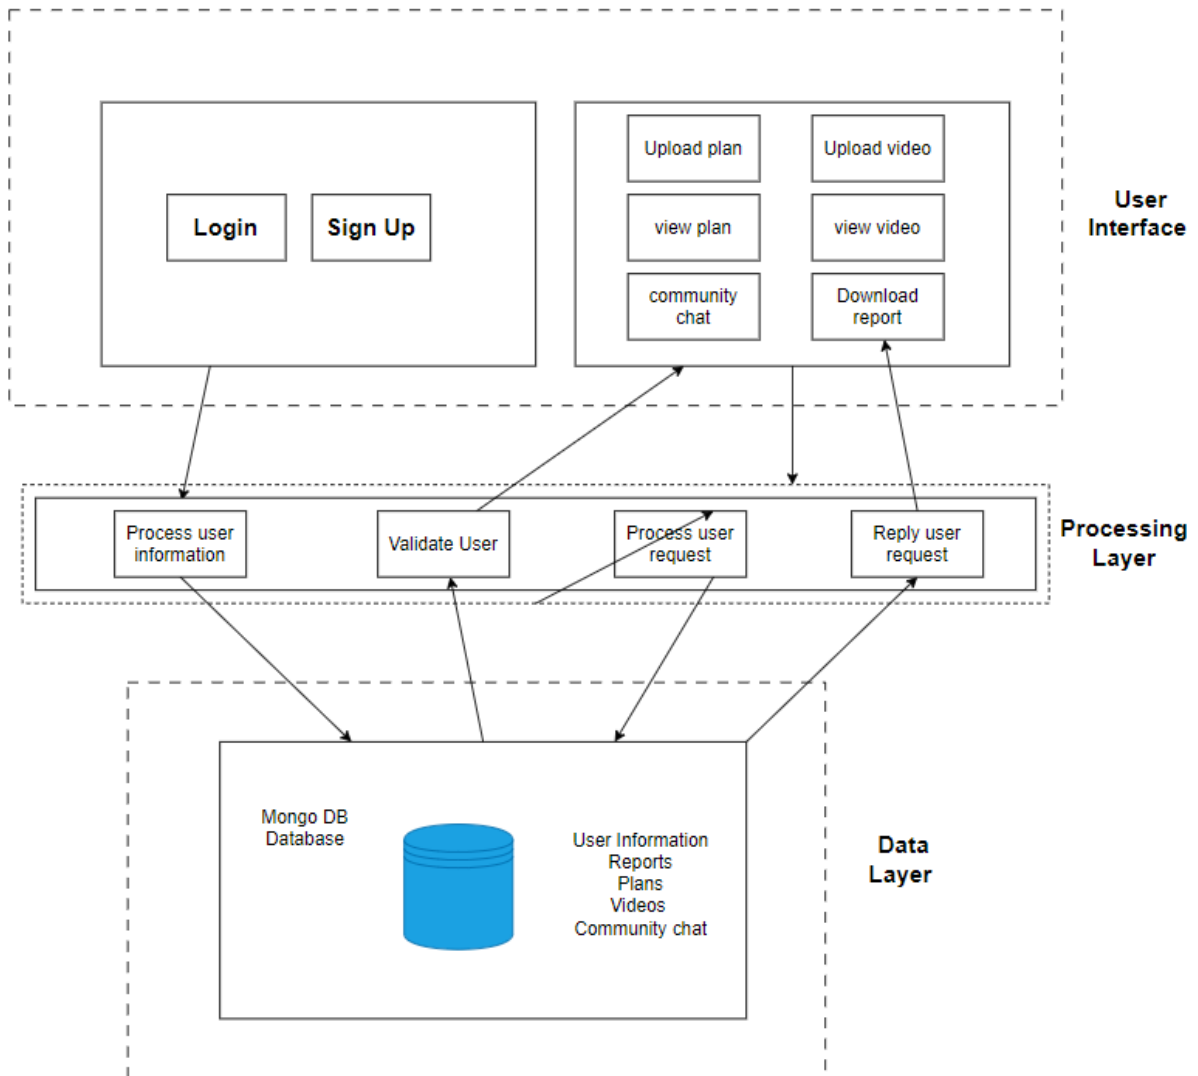 Upload plan
Upload video
Login
Sign Up
view plan
view video
community
chat
Download
report
User
Interface
Process user
information
Validate User
Process user
request
Reply user
request
Processing
Layer
Mongo DB
Database
User Information
Reports
Plans
Videos
Community chat
Data
Layer